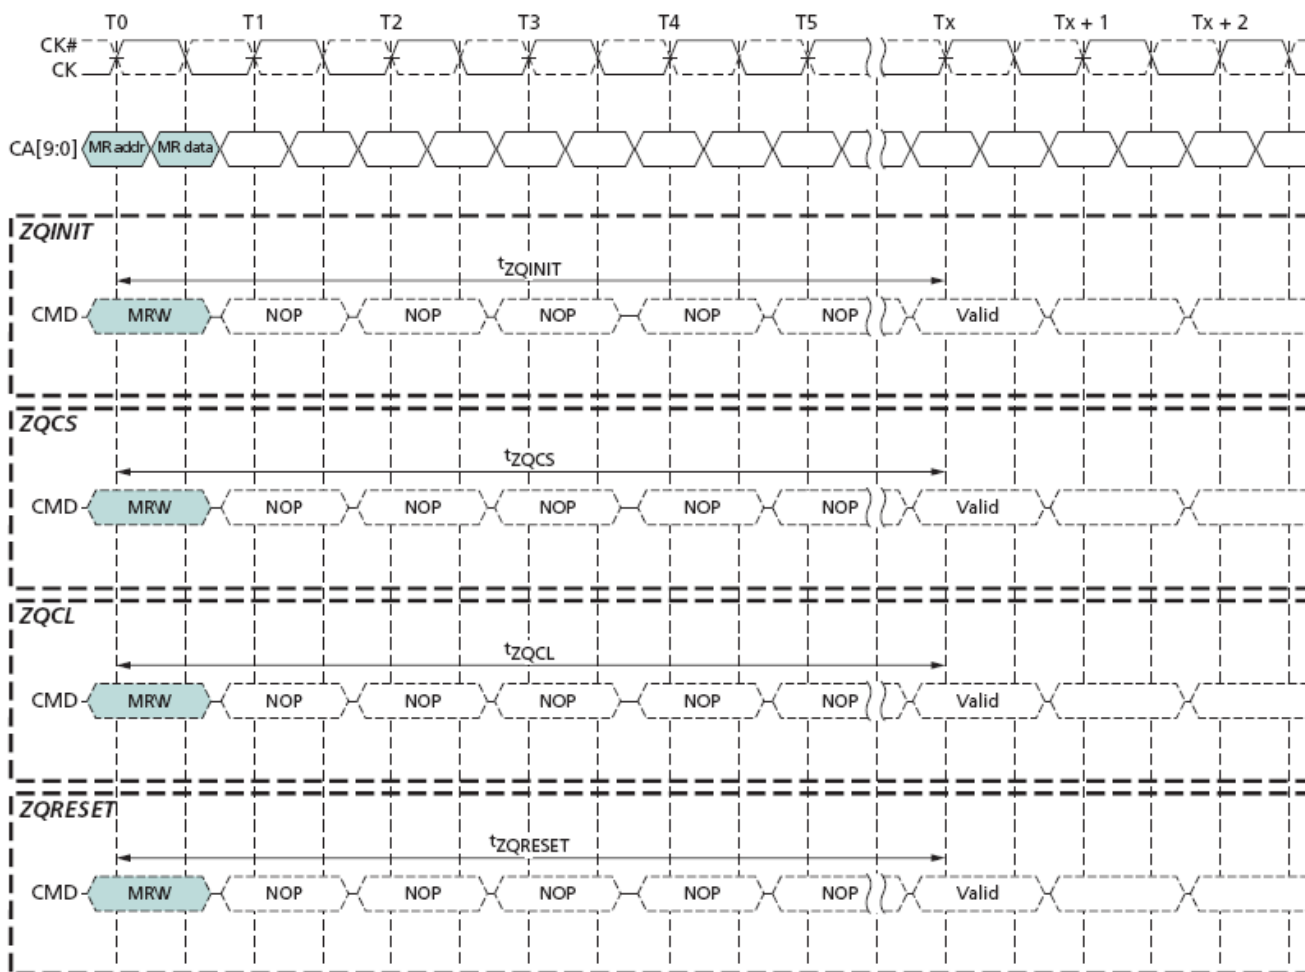 T0 T1 T2 T3 T4 T5 Tx Tx + 1 Tx + 2
CK#
CK
CA[9:0] MR addr MR data
ZQINIT
tZQINIT
CMD MRW NOP NOP NOP NOP NOP Valid
ZQCS
tZQCS
CMD MRW NOP NOP NOP NOP NOP Valid
ZQCL
tZQCL
CMD MRW NOP NOP NOP NOP NOP Valid
ZQRESET
tZQRESET
CMD MRW NOP NOP NOP NOP NOP Valid